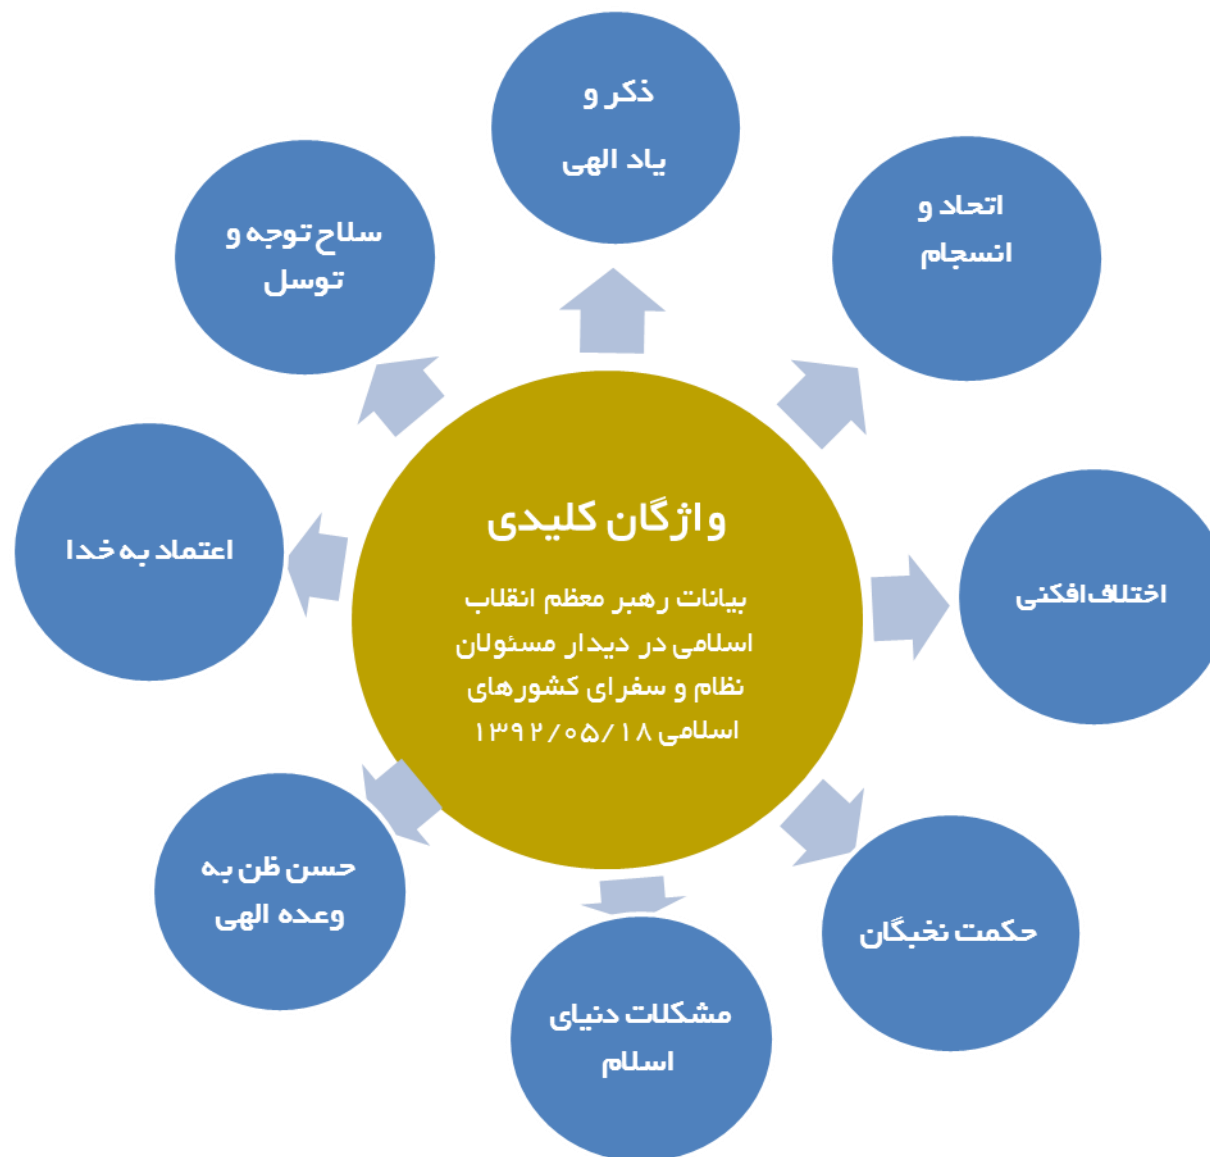 ذکر و
یاد الهی
اتحاد و
انسجام
اختلاف‌افکنی
حکمت نخبگان
مشکلات دنیای
اسلام
حسن ظن به
وعده الهی
اعتماد به خدا
سلاح توجه و
توسل
واژگان کلیدی
بیانات رهبر معظم انقلاب
اسلامی در دیدار مسئولان
نظام و سفرای کشورهای
اسلامی ۱۳۹۲/۰۵/۱۸